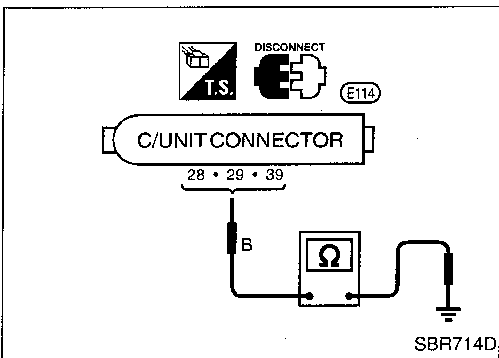 DISCONNECT
T.S.
E114
C/UNIT CONNECTOR
28 • 29 • 39
B
Ω
SBR714D